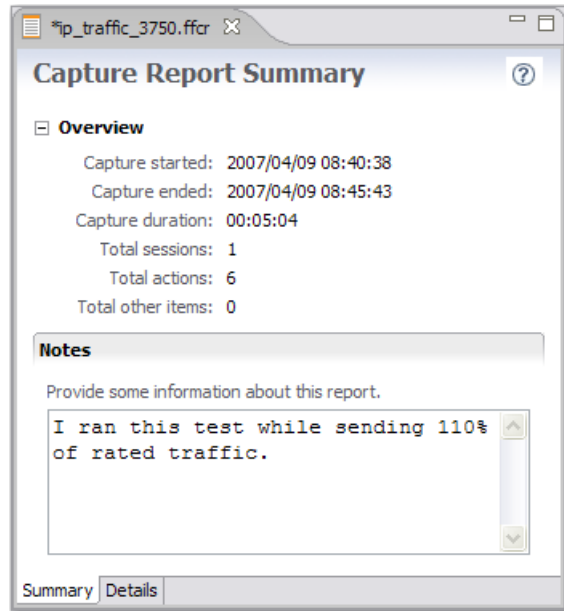 *ip_traffic_3750.ffcr
Capture Report Summary
Overview
Capture started: 2007/04/09 08:40:38
Capture ended: 2007/04/09 08:45:43
Capture duration: 00:05:04
Total sessions: 1
Total actions: 6
Total other items: 0
Notes
Provide some information about this report.
I ran this test while sending 110%
of rated traffic.
Summary Details